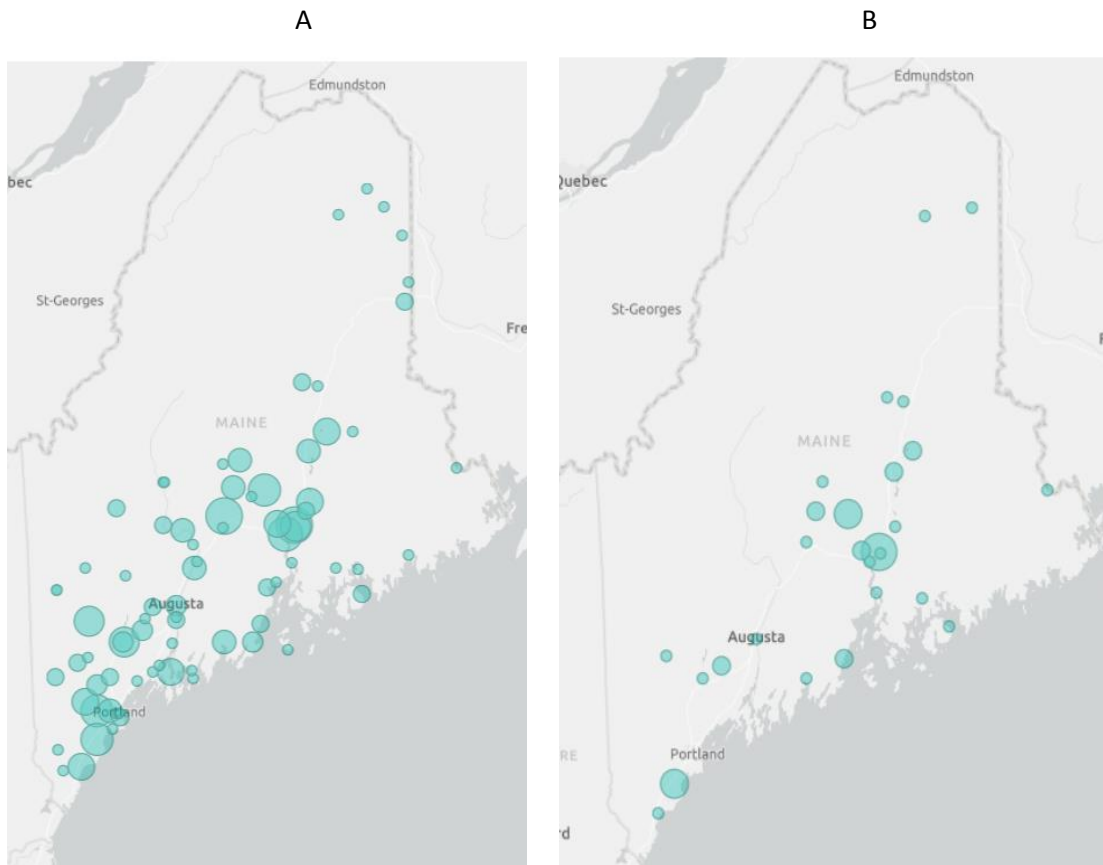 A
B
Edmundston
bec
St-Georges
Fre
MAINE
Augusta
Portland
Edmundston
Quebec
St-Georges
F
MAINE
Augusta
Portland
RE
rd